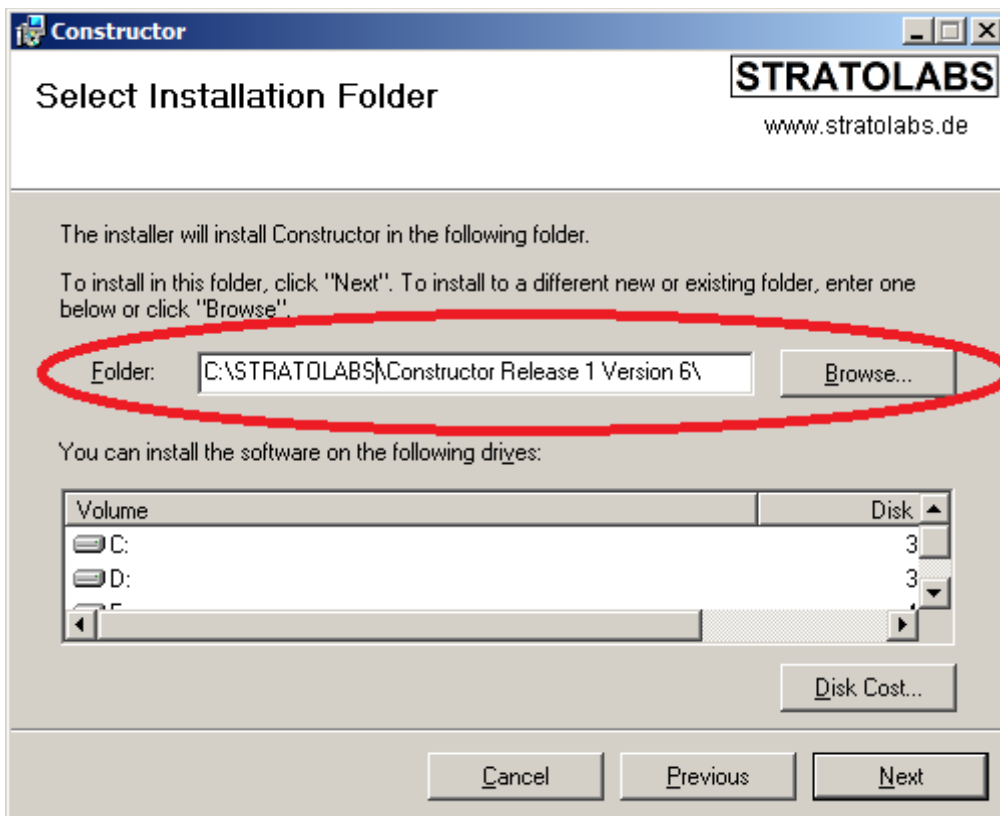 Constructor
Select Installation Folder
STRATOLABS
www.stratolabs.de
The installer will install Constructor in the following folder.
To install in this folder, click "Next". To install to a different new or existing folder, enter one
below or click "Browse".
Folder: C:\STRATOLABS\Constructor Release 1 Version 6\ Browse...
You can install the software on the following drives:
Volume Disk
C: 3
D: 3
Disk Cost...
Cancel Previous Next